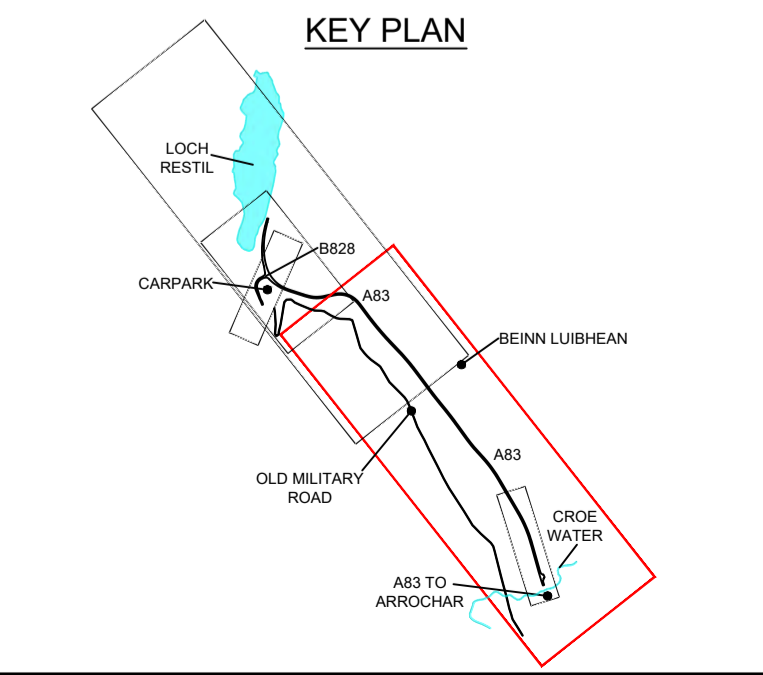 KEY PLAN
LOCH
RESTIL
B828
CARPARK
A83
BEINN LUIBHEAN
A83
OLD MILITARY
ROAD
CROE
WATER
A83 TO
ARROCHAR